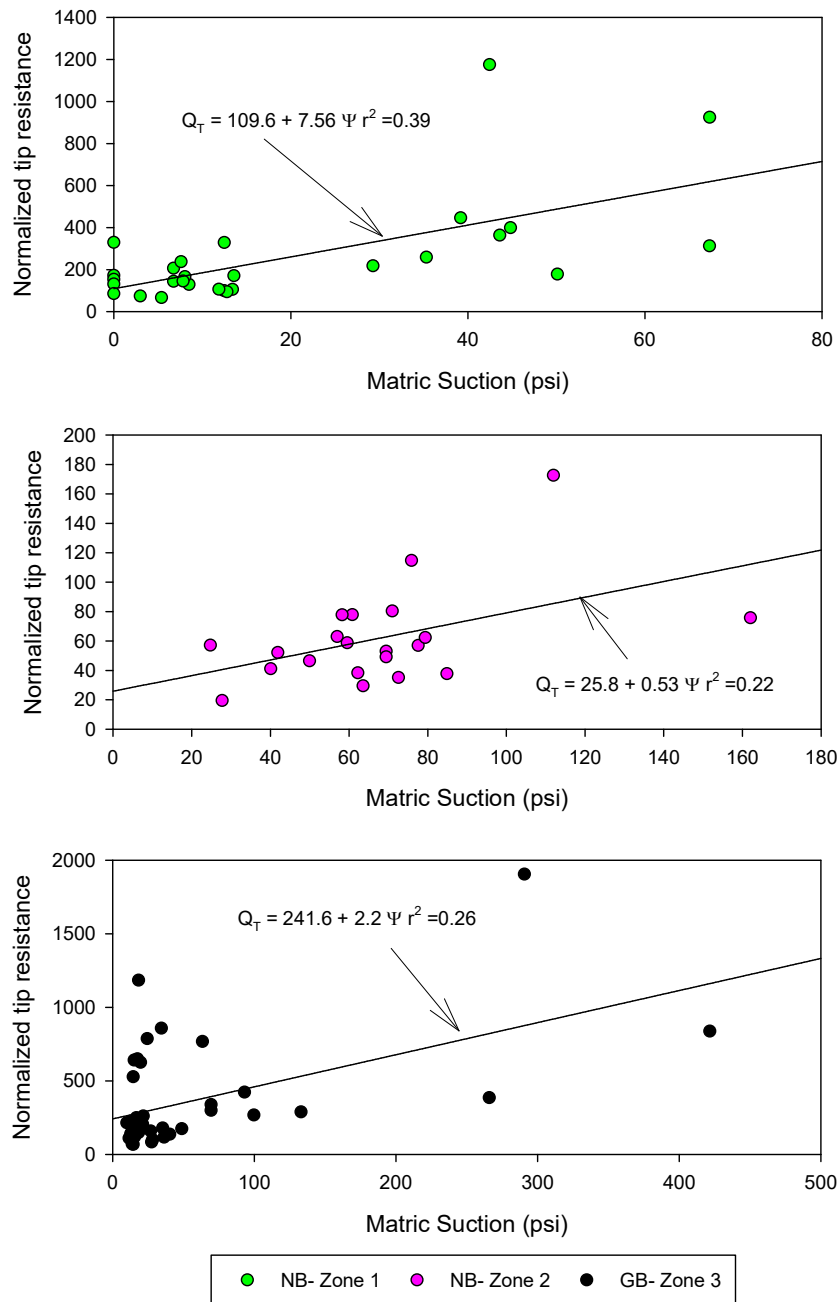 1400
1200
1000
800
600
400
200
0
Normalized tip resistance
Q_T = 109.6 + 7.56 Ψ r² =0.39
0 20 40 60 80
Matric Suction (psi)
200
180
160
140
120
100
80
60
40
20
0
Normalized tip resistance
Q_T = 25.8 + 0.53 Ψ r² =0.22
0 20 40 60 80 100 120 140 160 180
Matric Suction (psi)
2000
1500
1000
500
0
Normalized tip resistance
Q_T = 241.6 + 2.2 Ψ r² =0.26
0 100 200 300 400 500
Matric Suction (psi)
NB- Zone 1 NB- Zone 2 GB- Zone 3